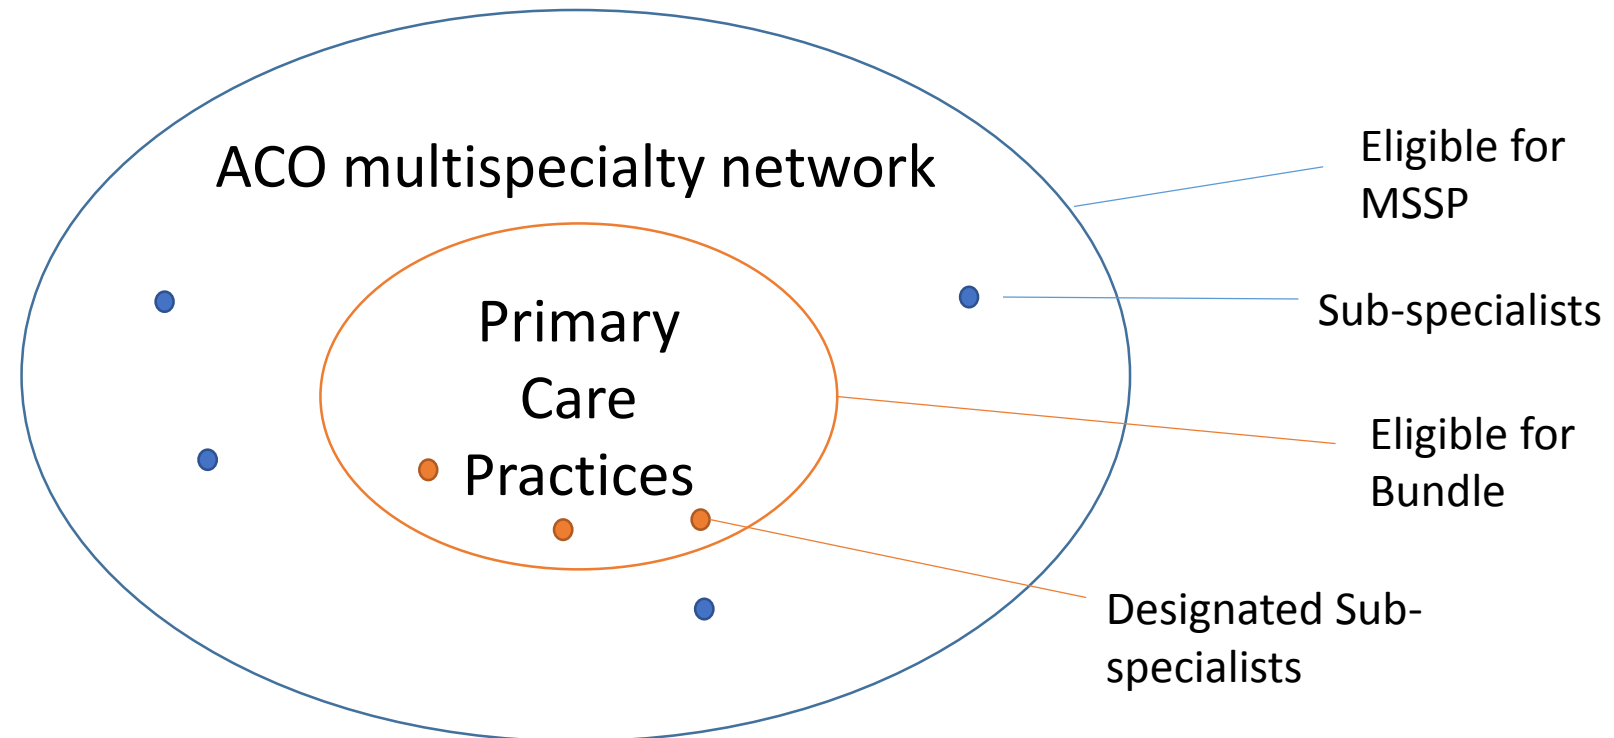 ACO multispecialty network
Primary
Care
Practices
Eligible for
MSSP
Sub-specialists
Eligible for
Bundle
Designated Sub-
specialists